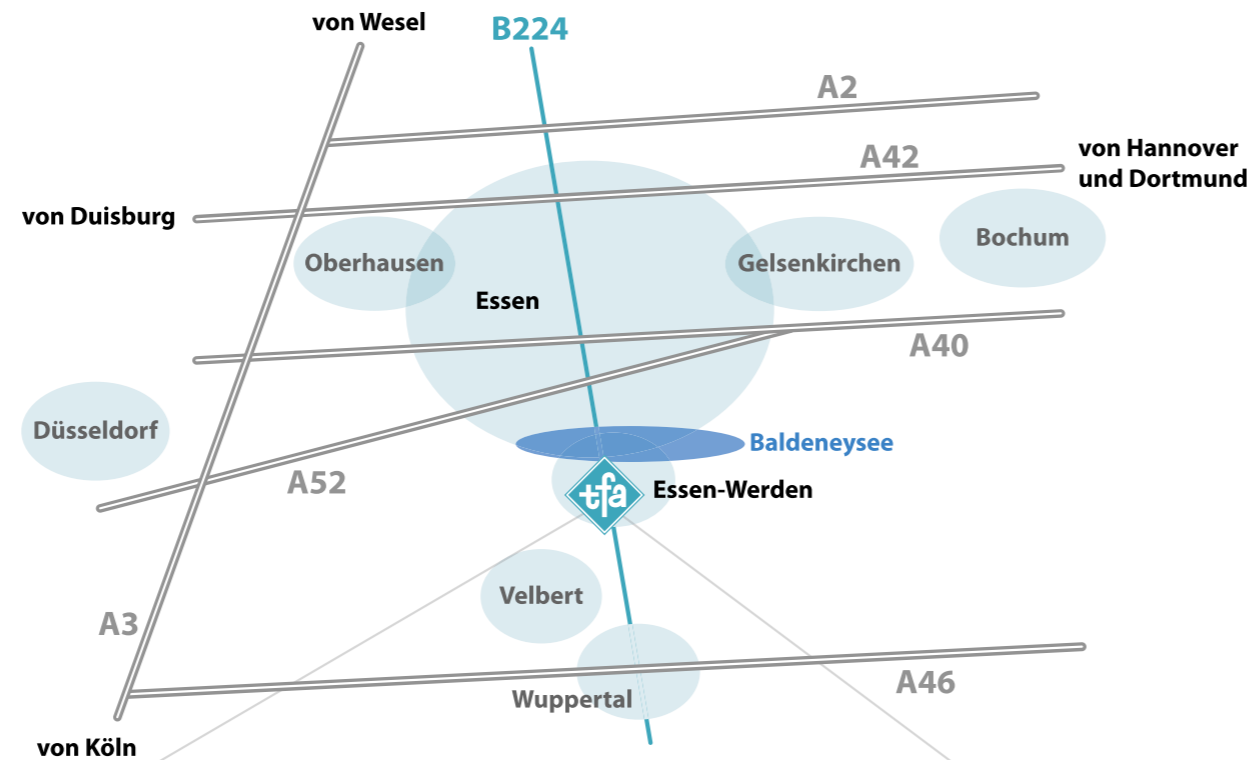 von Wesel
B224
A2
A42
von Hannover
und Dortmund
von Duisburg
Oberhausen
Gelsenkirchen
Bochum
Essen
A40
Düsseldorf
Baldeneysee
A52
tfa
Essen-Werden
Velbert
A3
Wuppertal
A46
von Köln